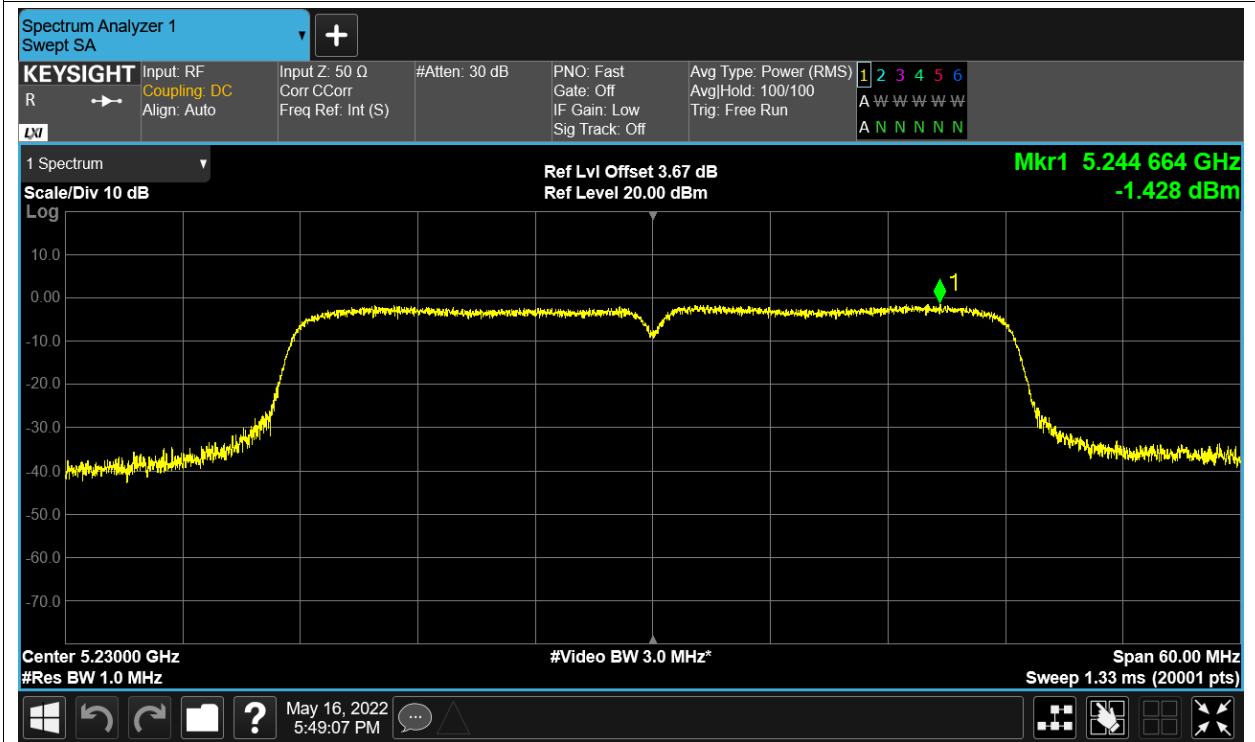 Spectrum Analyzer 1
Swept SA
+
KEYSIGHT
R
LXI
Input: RF
Coupling: DC
Align: Auto
Input Z: 50 Ω
Corr CCorr
Freq Ref: Int (S)
#Atten: 30 dB
PNO: Fast
Gate: Off
IF Gain: Low
Sig Track: Off
Avg Type: Power (RMS)
Avg|Hold: 100/100
Trig: Free Run
1 2 3 4 5 6
A W W W W W
A N N N N N
1 Spectrum
Scale/Div 10 dB
Log
Ref Lvl Offset 3.67 dB
Ref Level 20.00 dBm
Mkr1 5.244 664 GHz
-1.428 dBm
10.0
0.00
-10.0
-20.0
-30.0
-40.0
-50.0
-60.0
-70.0
1
Center 5.23000 GHz
#Res BW 1.0 MHz
#Video BW 3.0 MHz*
Span 60.00 MHz
Sweep 1.33 ms (20001 pts)
?
May 16, 2022
5:49:07 PM